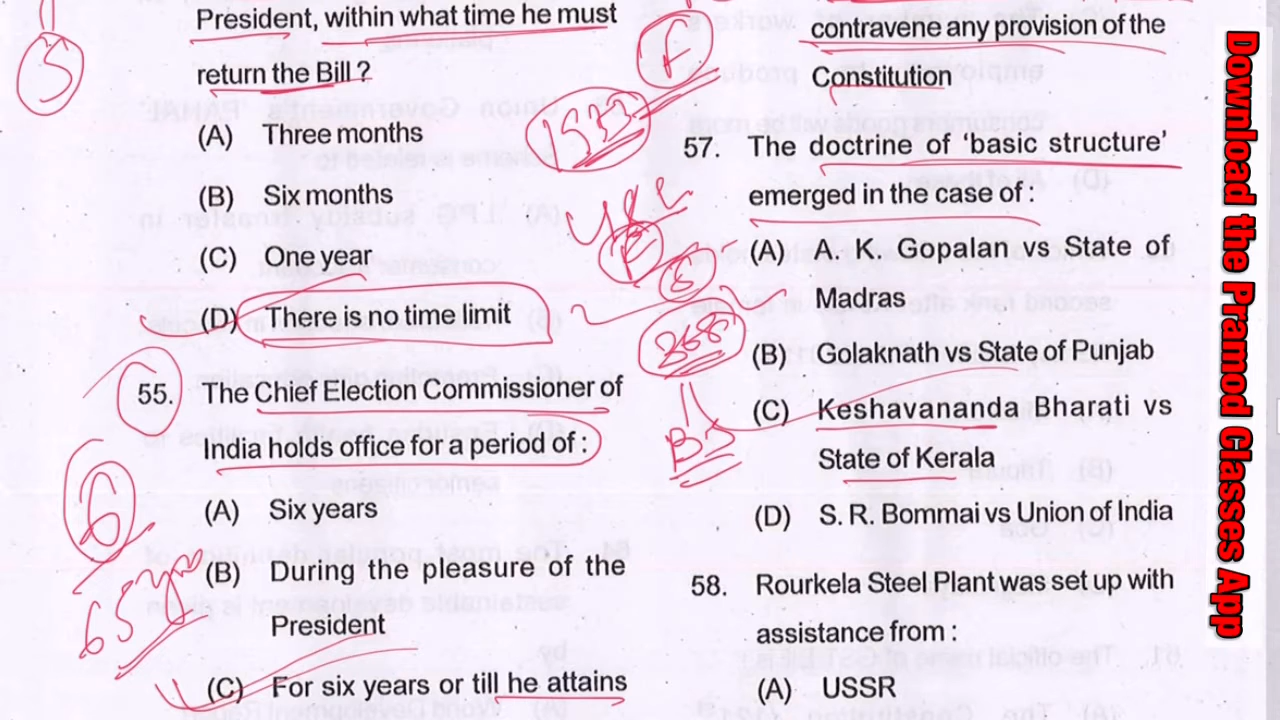 President, within what time he must
return the Bill ?
(A) Three months
(B) Six months
(C) One year
(D) There is no time limit
55. The Chief Election Commissioner of
India holds office for a period of :
(A) Six years
(B) During the pleasure of the
President
(C) For six years or till he attains
6
65 yrs
contravene any provision of the
Constitution
57. The doctrine of 'basic structure'
emerged in the case of :
(A) A. K. Gopalan vs State of
Madras
(B) Golaknath vs State of Punjab
(C) Keshavananda Bharati vs
State of Kerala
(D) S. R. Bommai vs Union of India
58. Rourkela Steel Plant was set up with
assistance from :
(A) USSR
368
BS
Download the Pramod Classes App